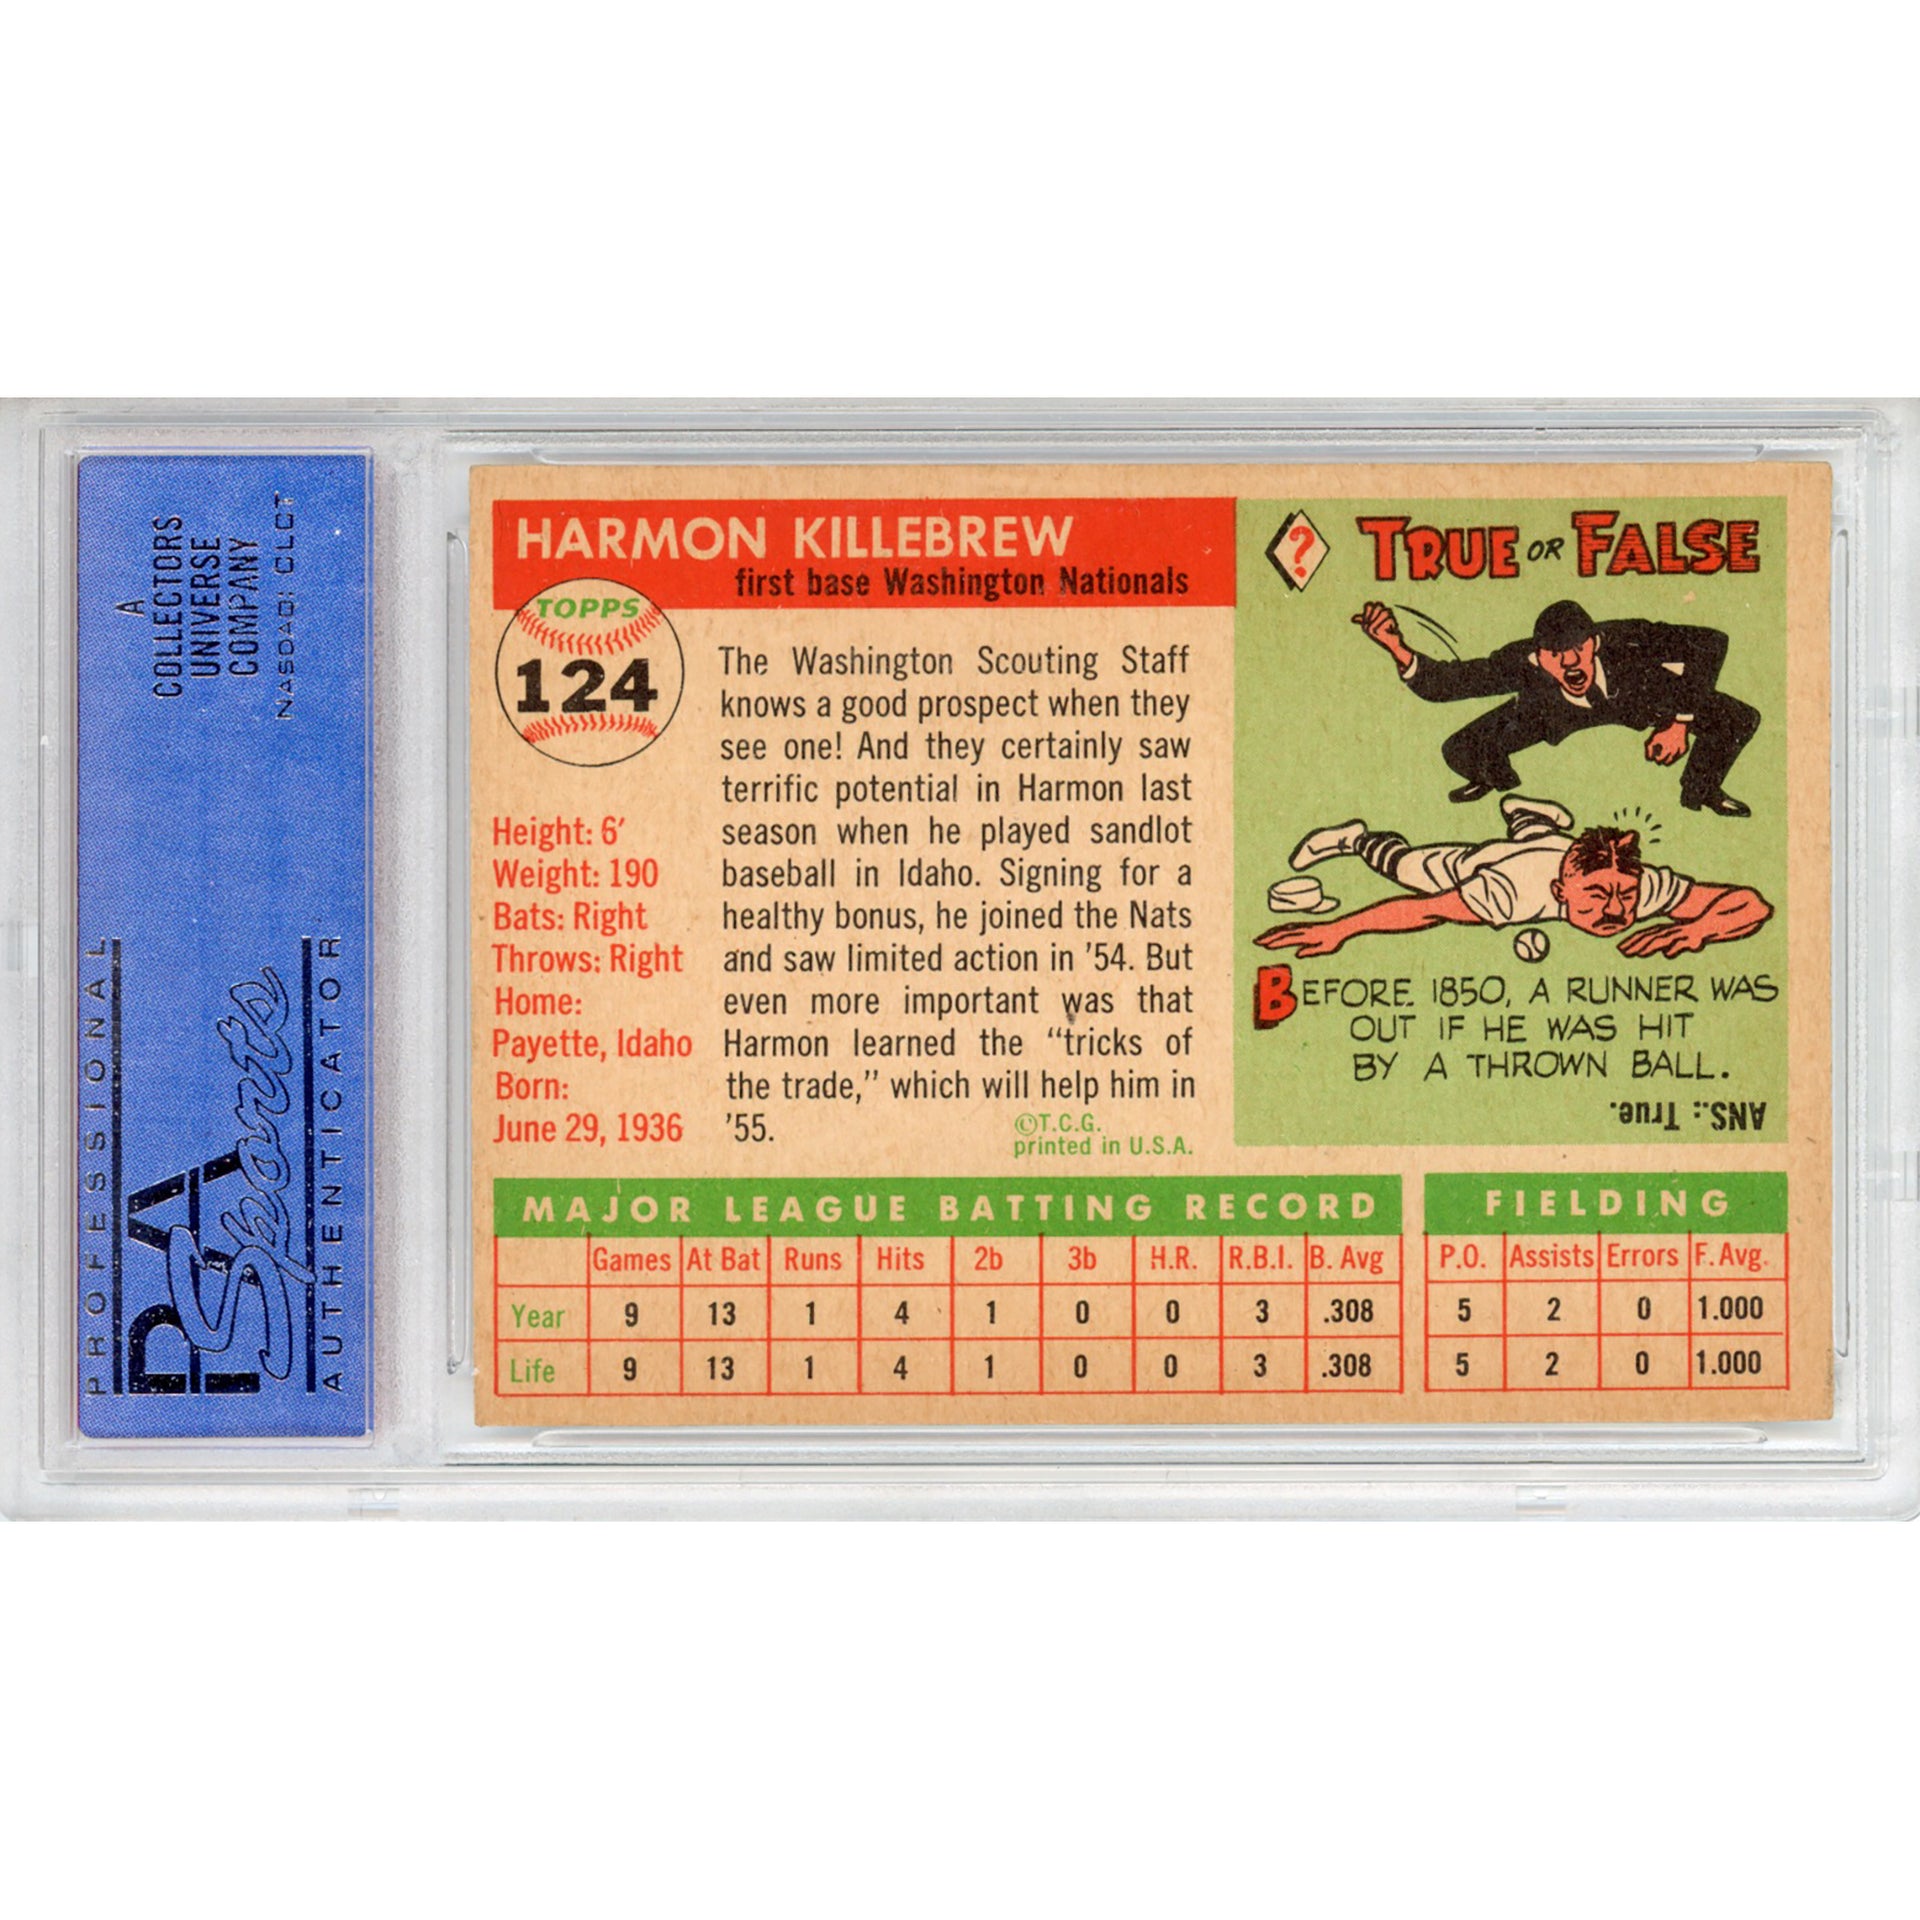 A
COLLECTORS
UNIVERSE
COMPANY
NASDAQ: CLCT
PROFESSIONAL
PSA
Sports
AUTHENTICATOR
HARMON KILLEBREW
first base Washington Nationals
TOPPS
124
Height: 6′
Weight: 190
Bats: Right
Throws: Right
Home:
Payette, Idaho
Born:
June 29, 1936
The Washington Scouting Staff
knows a good prospect when they
see one! And they certainly saw
terrific potential in Harmon last
season when he played sandlot
baseball in Idaho. Signing for a
healthy bonus, he joined the Nats
and saw limited action in '54. But
even more important was that
Harmon learned the "tricks of
the trade," which will help him in
'55.
©T.C.G.
printed in U.S.A.
?
TRUE OR FALSE
BEFORE 1850, A RUNNER WAS
OUT IF HE WAS HIT
BY A THROWN BALL.
ANS.: True.
MAJOR LEAGUE BATTING RECORD
Games At Bat Runs Hits 2b 3b H.R. R.B.I. B. Avg
Year 9 13 1 4 1 0 0 3 .308
Life 9 13 1 4 1 0 0 3 .308
FIELDING
P.O. Assists Errors F. Avg.
5 2 0 1.000
5 2 0 1.000